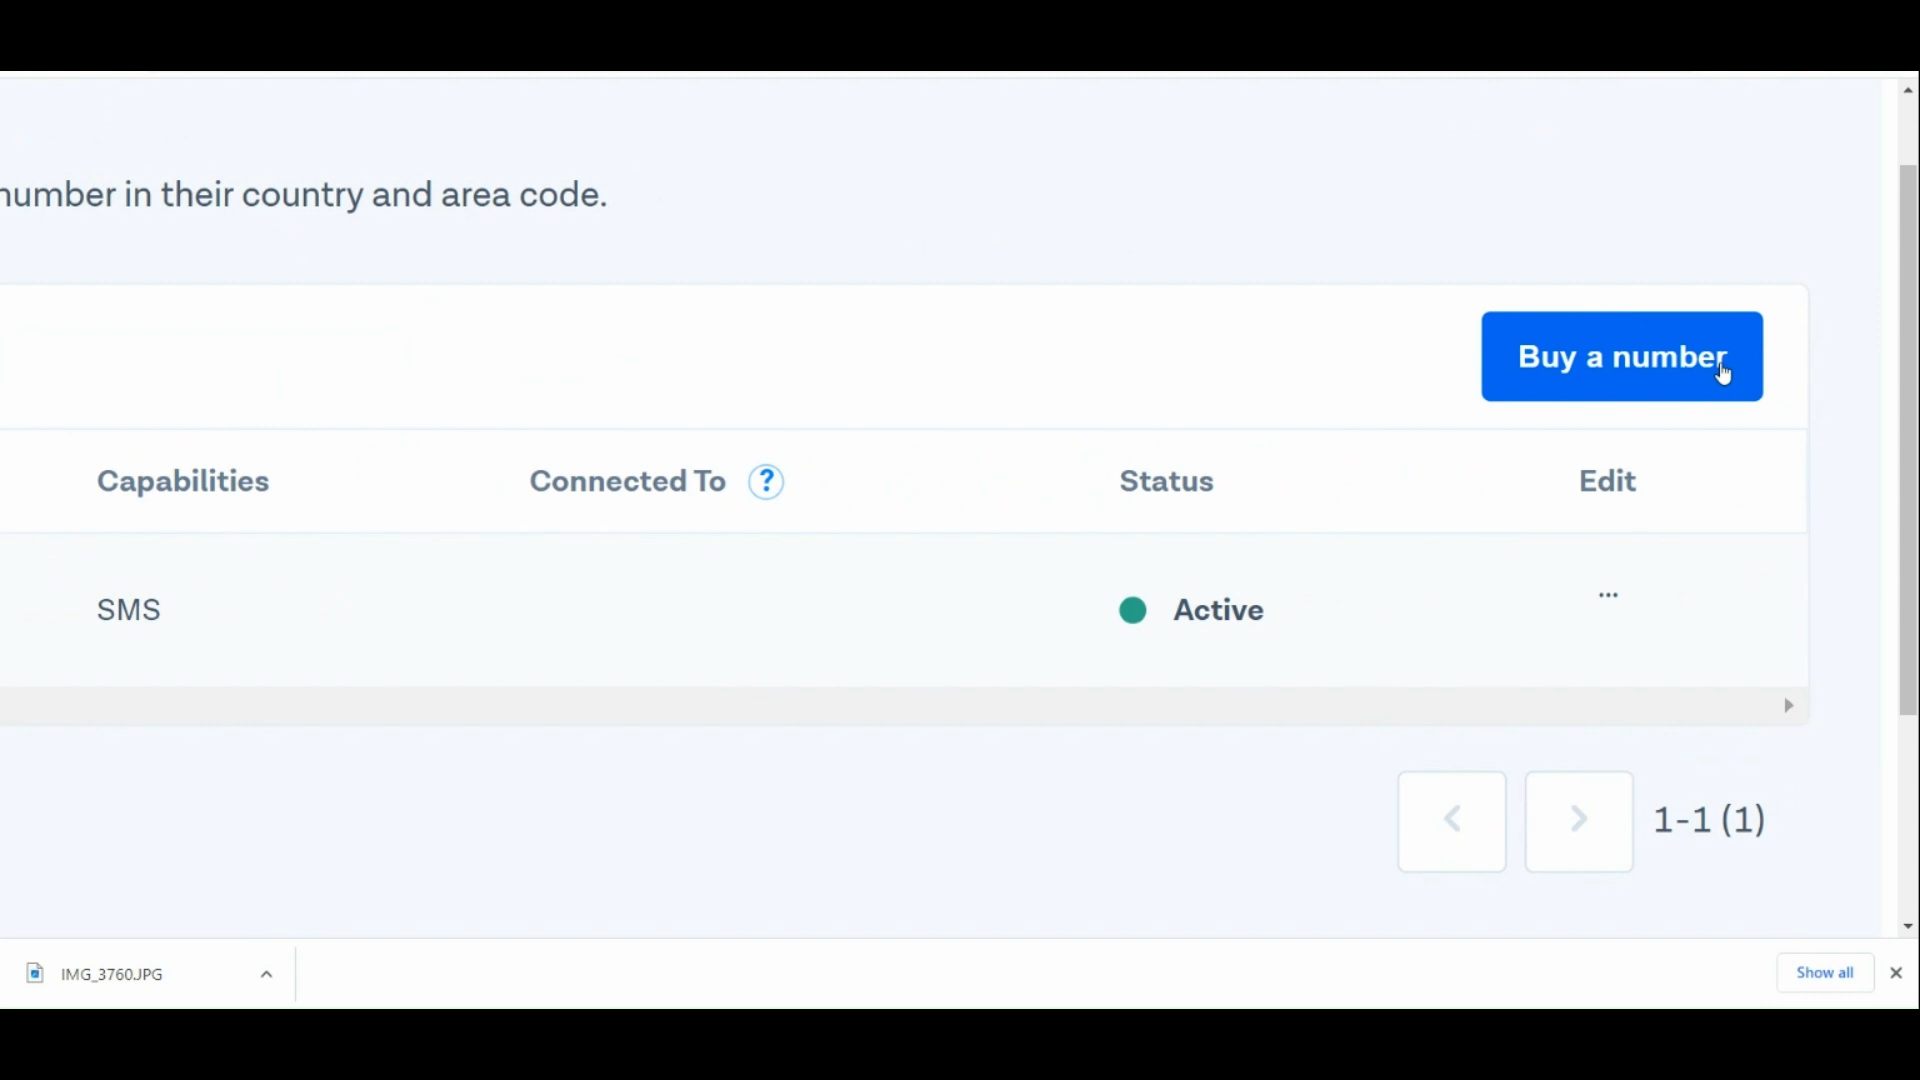 number in their country and area code.
Buy a number
Capabilities Connected To ? Status Edit
SMS Active ...
1-1 (1)
IMG_3760.JPG Show all